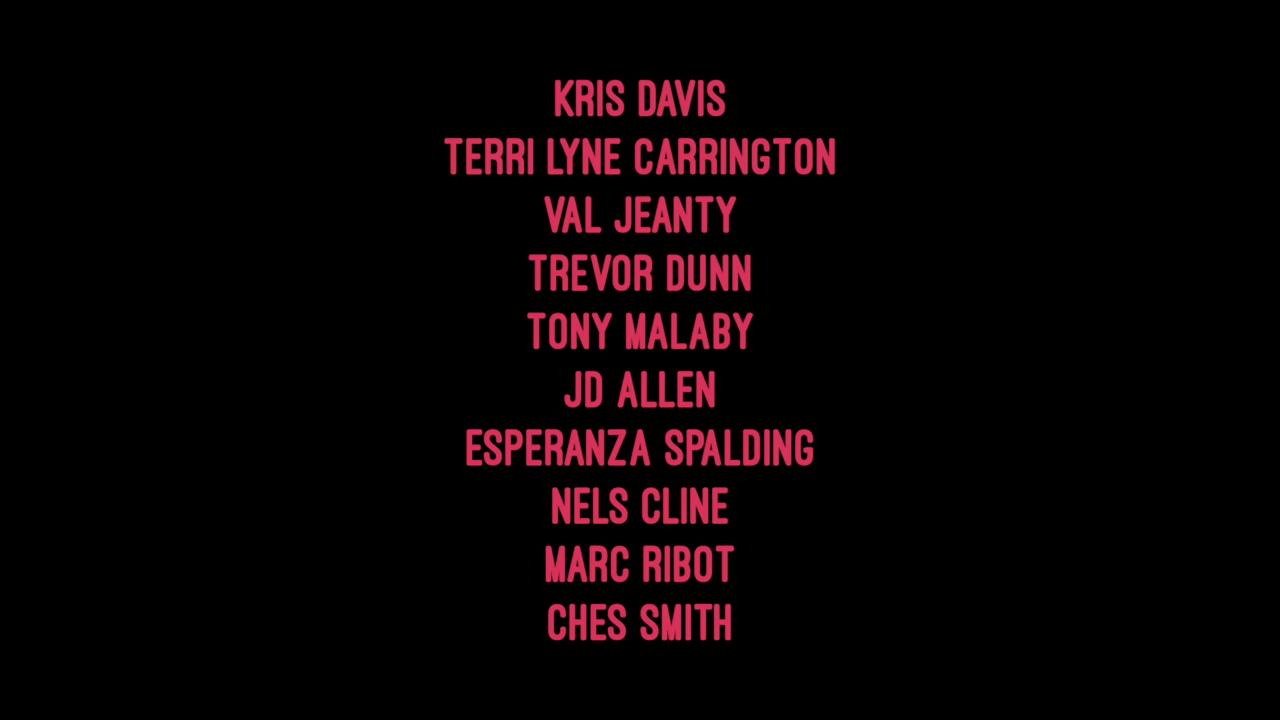 KRIS DAVIS
TERRI LYNE CARRINGTON
VAL JEANTY
TREVOR DUNN
TONY MALABY
JD ALLEN
ESPERANZA SPALDING
NELS CLINE
MARC RIBOT
CHES SMITH